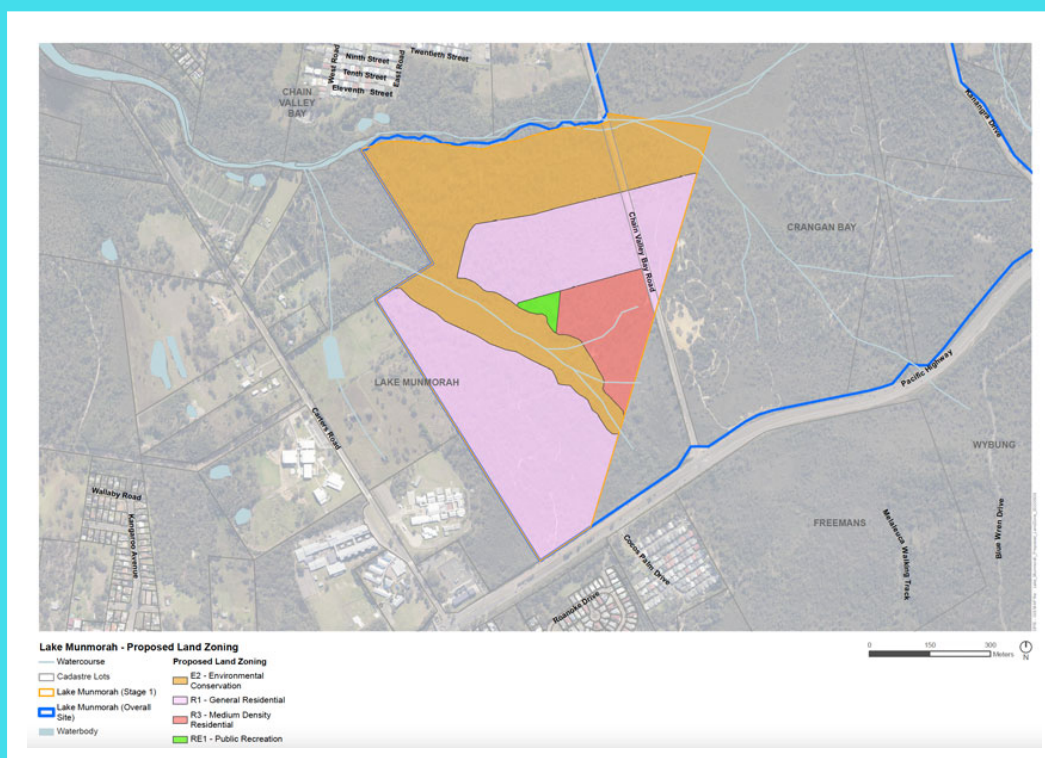 Twentieth Street
West Road
Ninth Street
East Road
Tenth Street
Eleventh Street
CHAIN
VALLEY
BAY
Kanangra Drive
Chain Valley Bay Road
CRANGAN BAY
LAKE MUNMORAH
Pacific Highway
Carters Road
WYBUNG
Wallaby Road
Kangaroo Avenue
FREEMANS
Melaleuca Walking Track
Blue Wren Drive
Cocos Palm Drive
Roanoke Drive
Lake Munmorah - Proposed Land Zoning
Watercourse
Cadastre Lots
Lake Munmorah (Stage 1)
Lake Munmorah (Overall
Site)
Waterbody
Proposed Land Zoning
E2 - Environmental
Conservation
R1 - General Residential
R3 - Medium Density
Residential
RE1 - Public Recreation
0 150 300
Meters
N